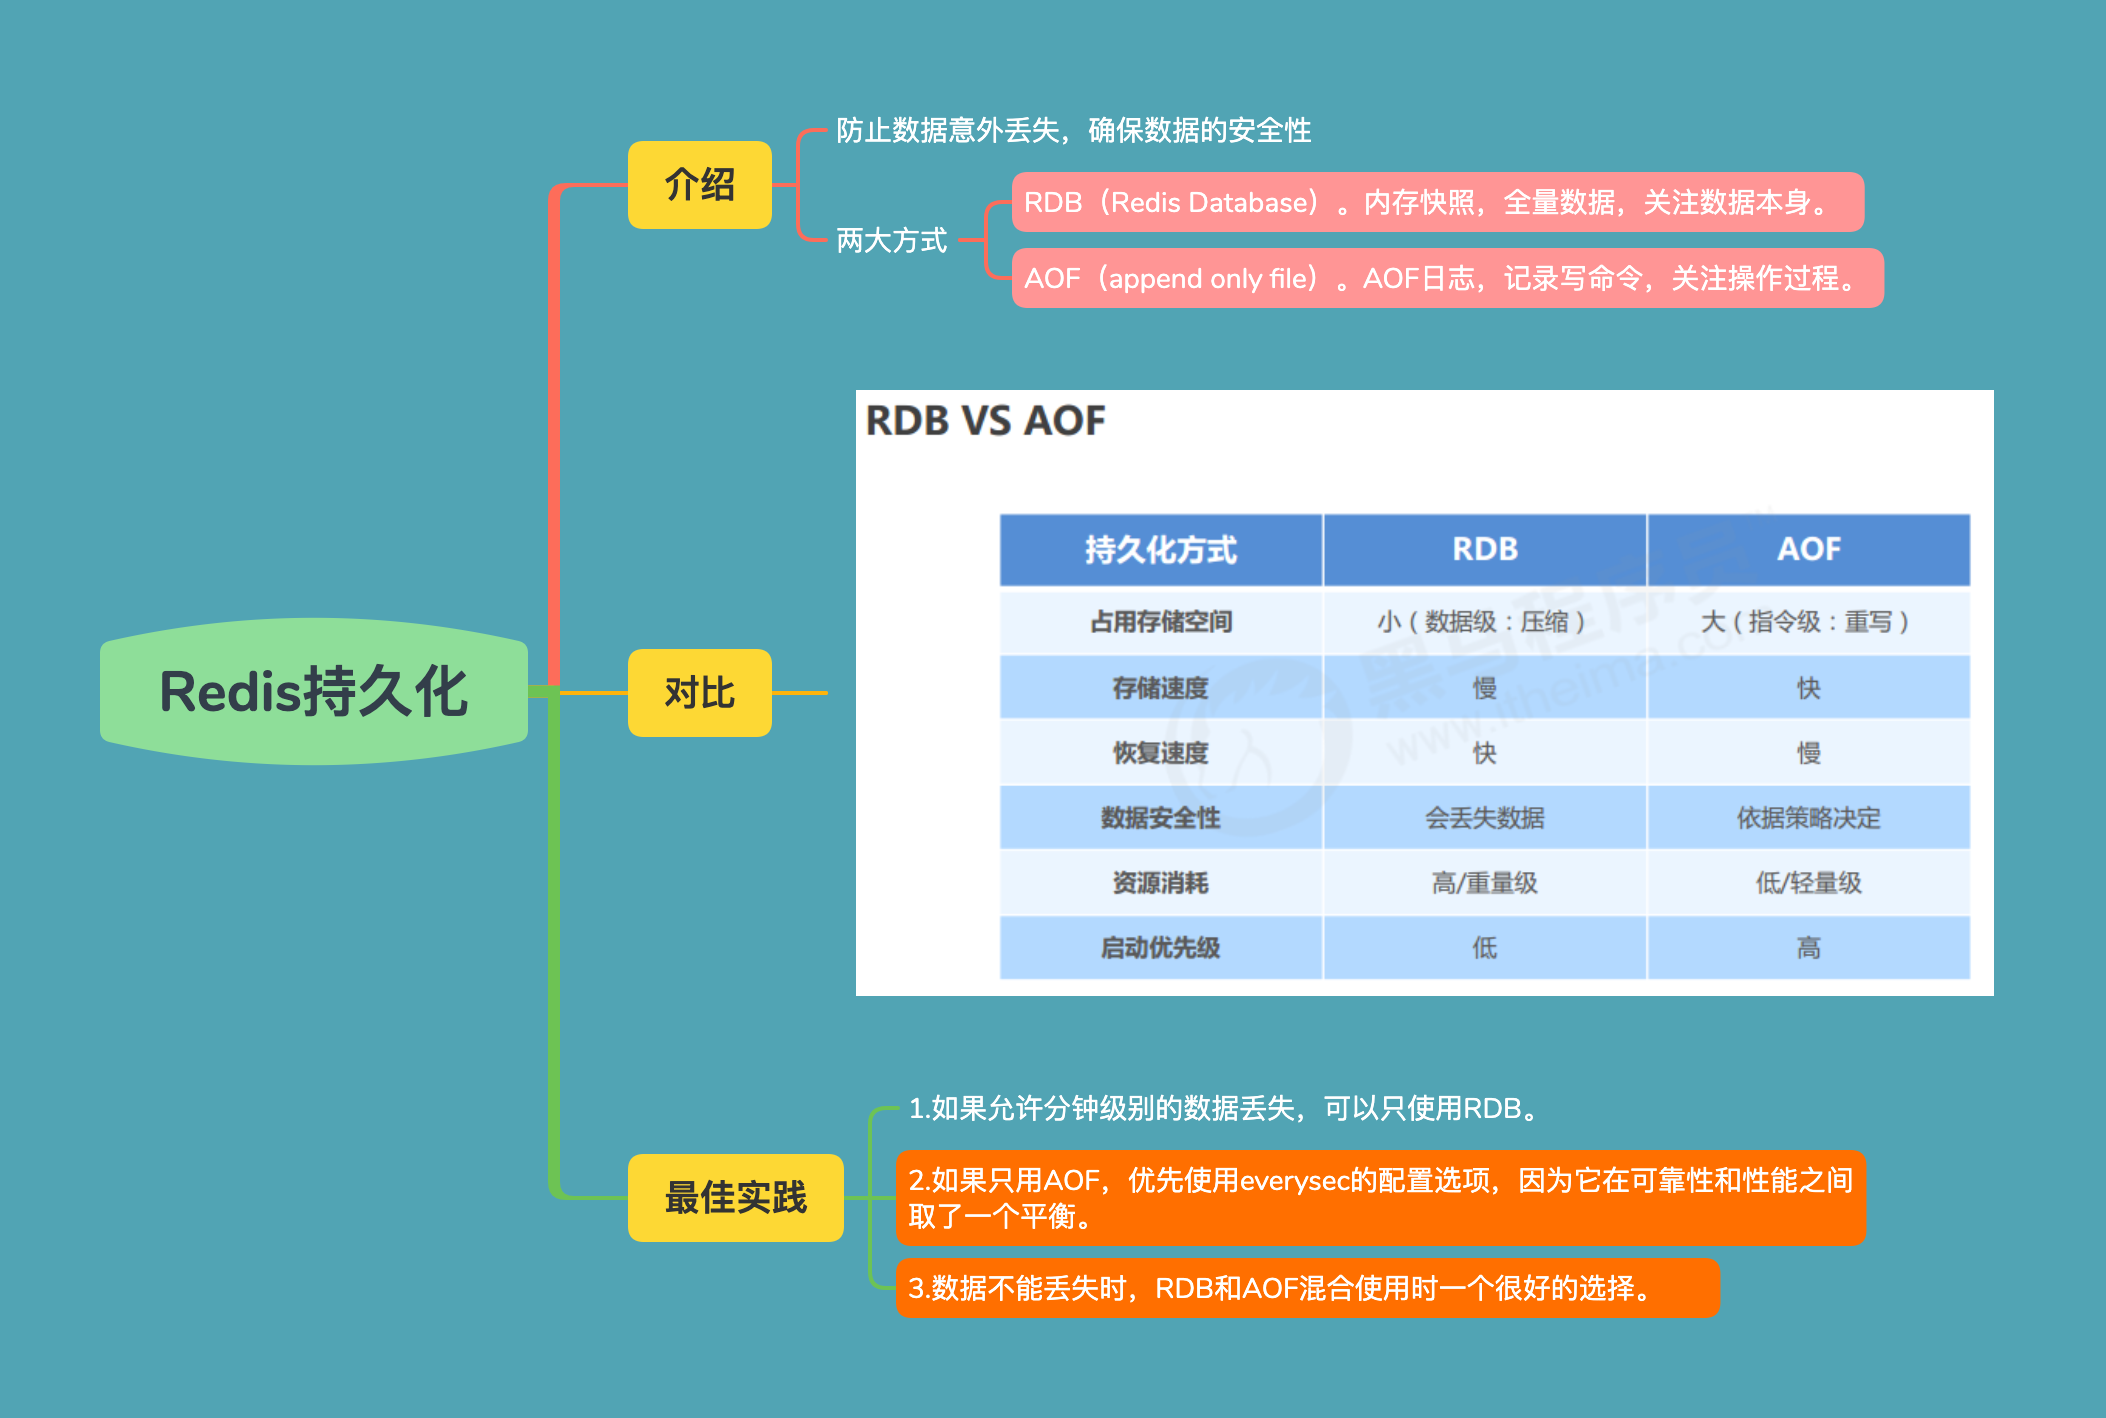 防止数据意外丢失，确保数据的安全性
介绍
RDB（Redis Database）。内存快照，全量数据，关注数据本身。
两大方式
AOF（append only file）。AOF日志，记录写命令，关注操作过程。
RDB VS AOF
持久化方式 RDB AOF
占用存储空间 小（数据级：压缩） 大（指令级：重写）
存储速度 慢 快
恢复速度 快 慢
数据安全性 会丢失数据 依据策略决定
资源消耗 高/重量级 低/轻量级
启动优先级 低 高
黑马程序员
www.itheima.com
Redis持久化
对比
1.如果允许分钟级别的数据丢失，可以只使用RDB。
最佳实践
2.如果只用AOF，优先使用everysec的配置选项，因为它在可靠性和性能之间
取了一个平衡。
3.数据不能丢失时，RDB和AOF混合使用时一个很好的选择。